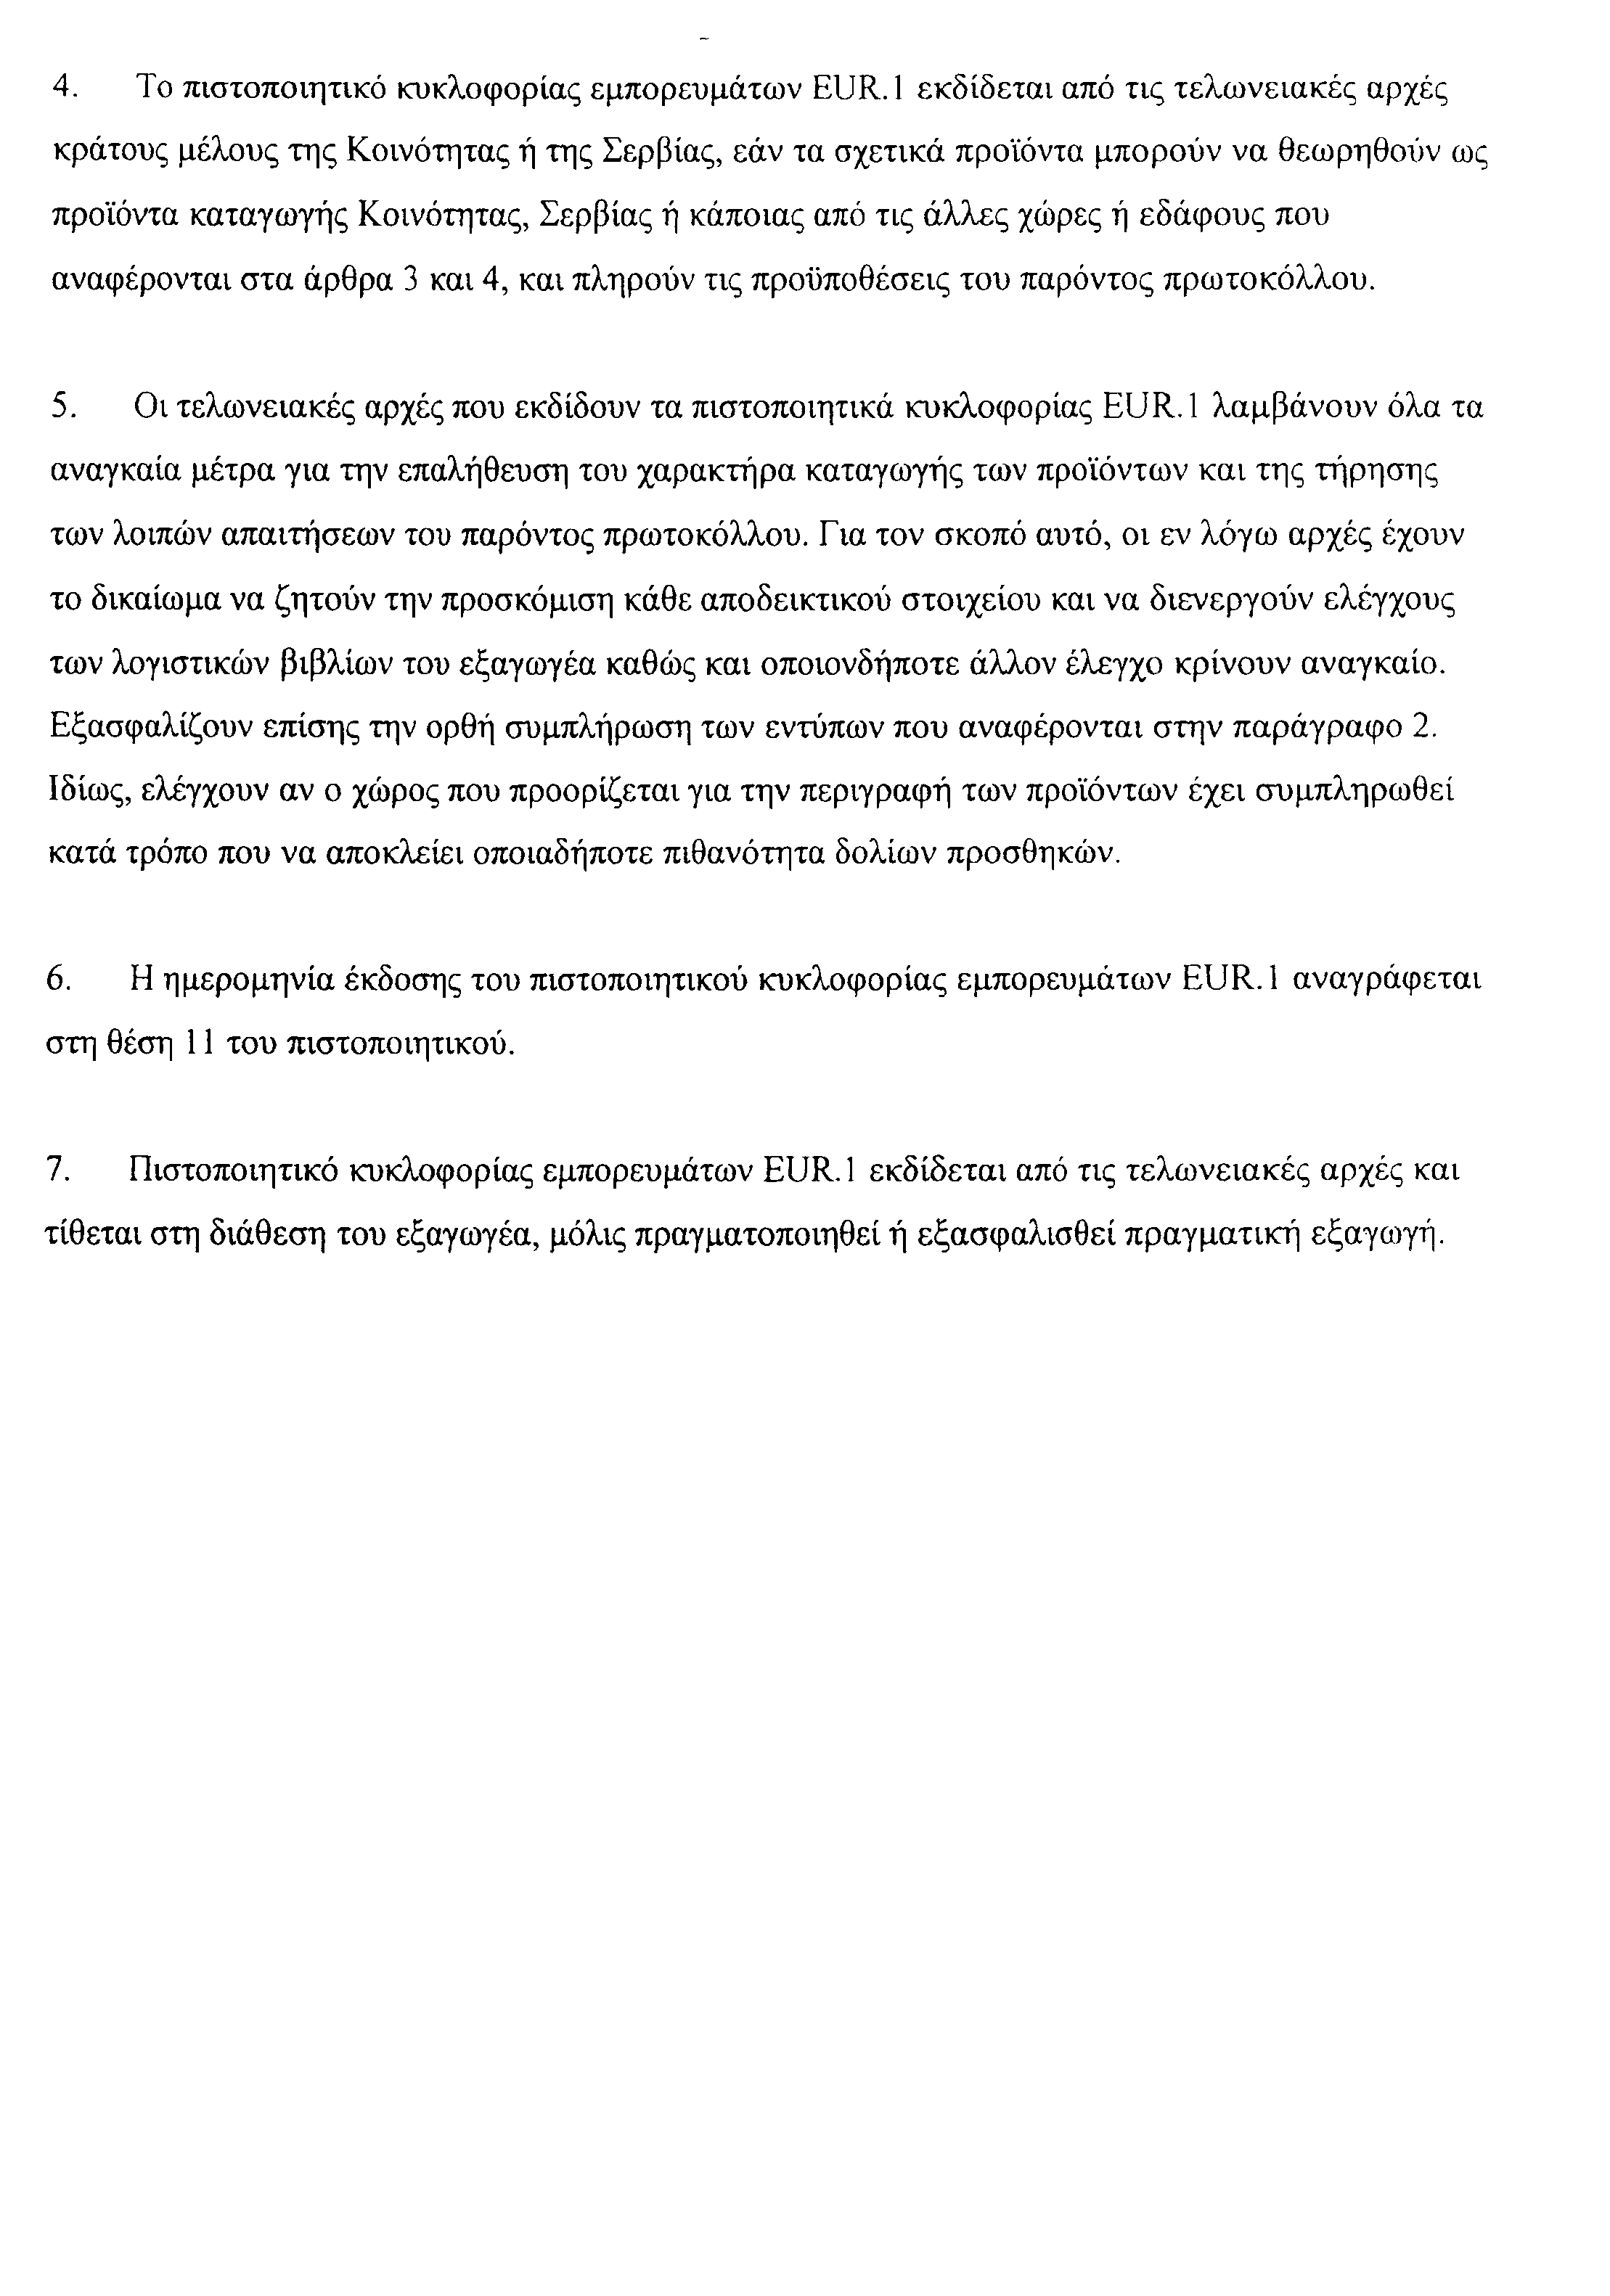 4. Το πιστοποιητικό κυκλοφορίας εμπορευμάτων EUR.1 εκδίδεται από τις τελωνειακές αρχές
κράτους μέλους της Κοινότητας ή της Σερβίας, εάν τα σχετικά προϊόντα μπορούν να θεωρηθούν ως
προϊόντα καταγωγής Κοινότητας, Σερβίας ή κάποιας από τις άλλες χώρες ή εδάφους που
αναφέρονται στα άρθρα 3 και 4, και πληρούν τις προϋποθέσεις του παρόντος πρωτοκόλλου.
5. Οι τελωνειακές αρχές που εκδίδουν τα πιστοποιητικά κυκλοφορίας EUR.1 λαμβάνουν όλα τα
αναγκαία μέτρα για την επαλήθευση του χαρακτήρα καταγωγής των προϊόντων και της τήρησης
των λοιπών απαιτήσεων του παρόντος πρωτοκόλλου. Για τον σκοπό αυτό, οι εν λόγω αρχές έχουν
το δικαίωμα να ζητούν την προσκόμιση κάθε αποδεικτικού στοιχείου και να διενεργούν ελέγχους
των λογιστικών βιβλίων του εξαγωγέα καθώς και οποιονδήποτε άλλον έλεγχο κρίνουν αναγκαίο.
Εξασφαλίζουν επίσης την ορθή συμπλήρωση των εντύπων που αναφέρονται στην παράγραφο 2.
Ιδίως, ελέγχουν αν ο χώρος που προορίζεται για την περιγραφή των προϊόντων έχει συμπληρωθεί
κατά τρόπο που να αποκλείει οποιαδήποτε πιθανότητα δολίων προσθηκών.
6. Η ημερομηνία έκδοσης του πιστοποιητικού κυκλοφορίας εμπορευμάτων EUR.1 αναγράφεται
στη θέση 11 του πιστοποιητικού.
7. Πιστοποιητικό κυκλοφορίας εμπορευμάτων EUR.1 εκδίδεται από τις τελωνειακές αρχές και
τίθεται στη διάθεση του εξαγωγέα, μόλις πραγματοποιηθεί ή εξασφαλισθεί πραγματική εξαγωγή.